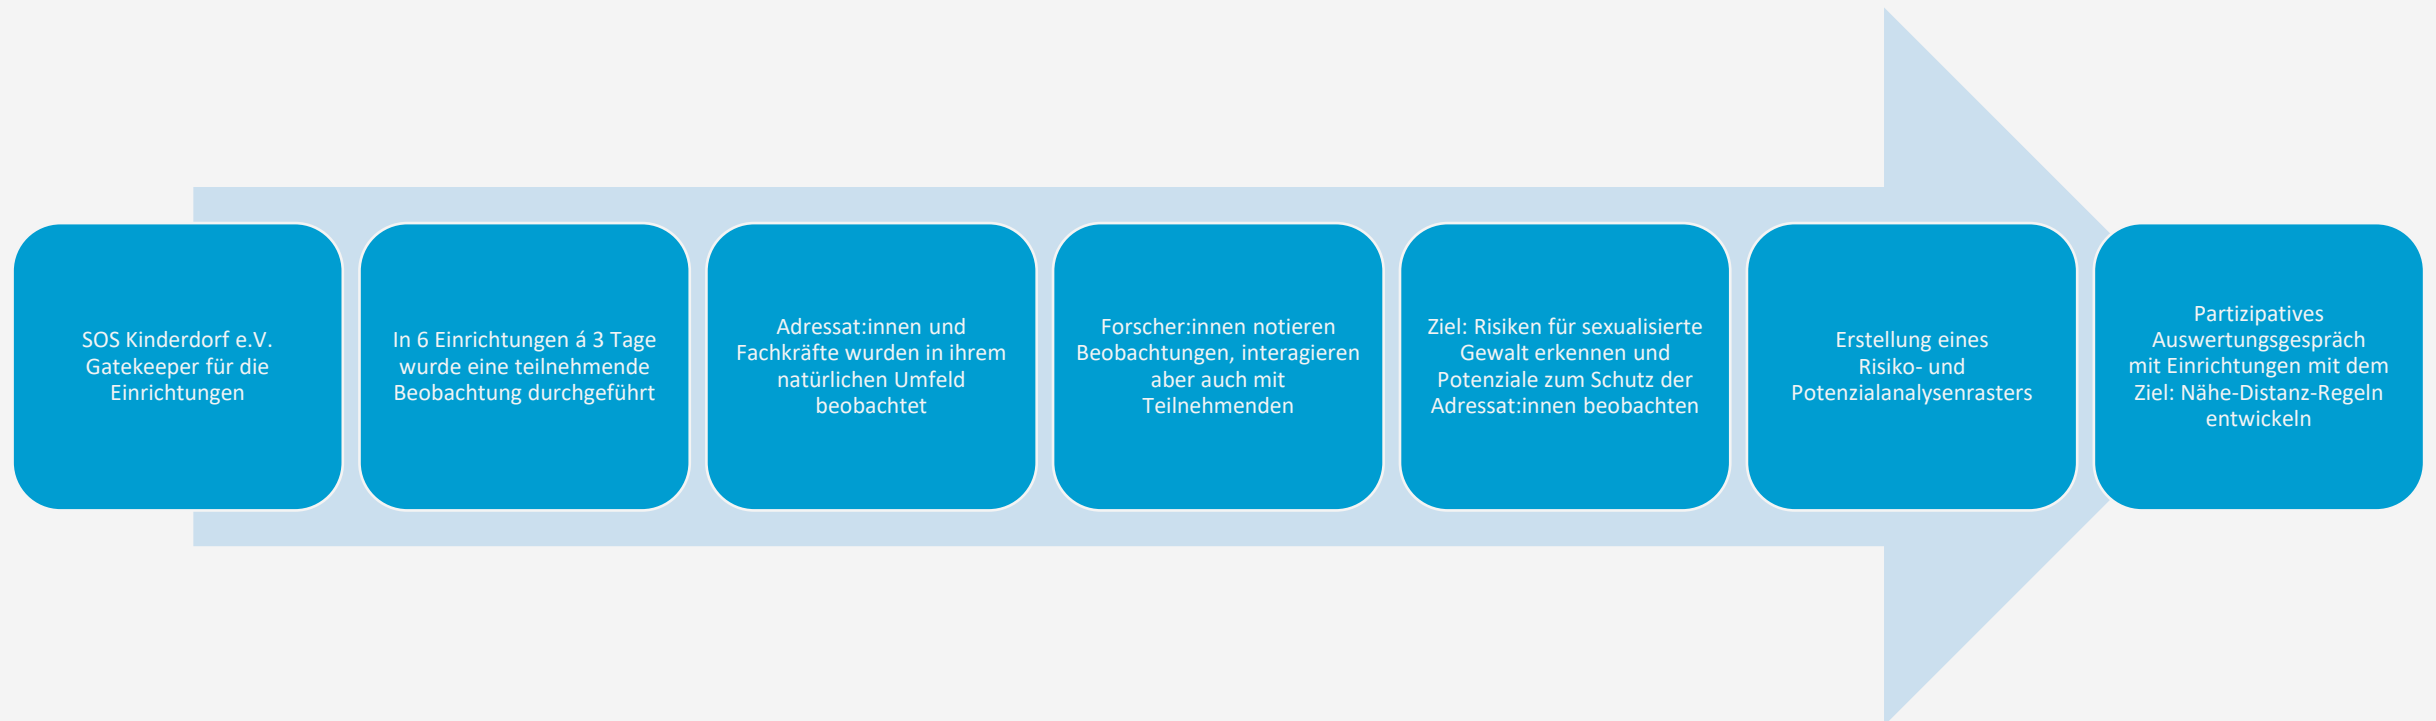 SOS Kinderdorf e.V.
Gatekeeper für die
Einrichtungen
In 6 Einrichtungen á 3 Tage
wurde eine teilnehmende
Beobachtung durchgeführt
Adressat:innen und
Fachkräfte wurden in ihrem
natürlichen Umfeld
beobachtet
Forscher:innen notieren
Beobachtungen, interagieren
aber auch mit
Teilnehmenden
Ziel: Risiken für sexualisierte
Gewalt erkennen und
Potenziale zum Schutz der
Adressat:innen beobachten
Erstellung eines
Risiko- und
Potenzialanalysenrasters
Partizipatives
Auswertungsgespräch
mit Einrichtungen mit dem
Ziel: Nähe-Distanz-Regeln
entwickeln